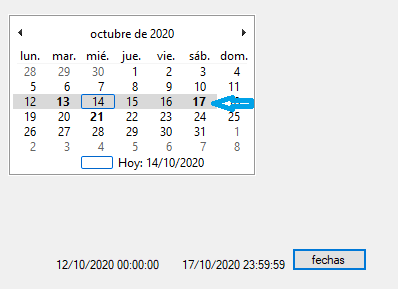 octubre de 2020
lun. mar. mié. jue. vie. sáb. dom.
28 29 30 1 2 3 4
5 6 7 8 9 10 11
12 13 14 15 16 17
19 20 21 22 23 24 25
26 27 28 29 30 31 1
2 3 4 5 6 7 8
Hoy: 14/10/2020
12/10/2020 00:00:00 17/10/2020 23:59:59 fechas